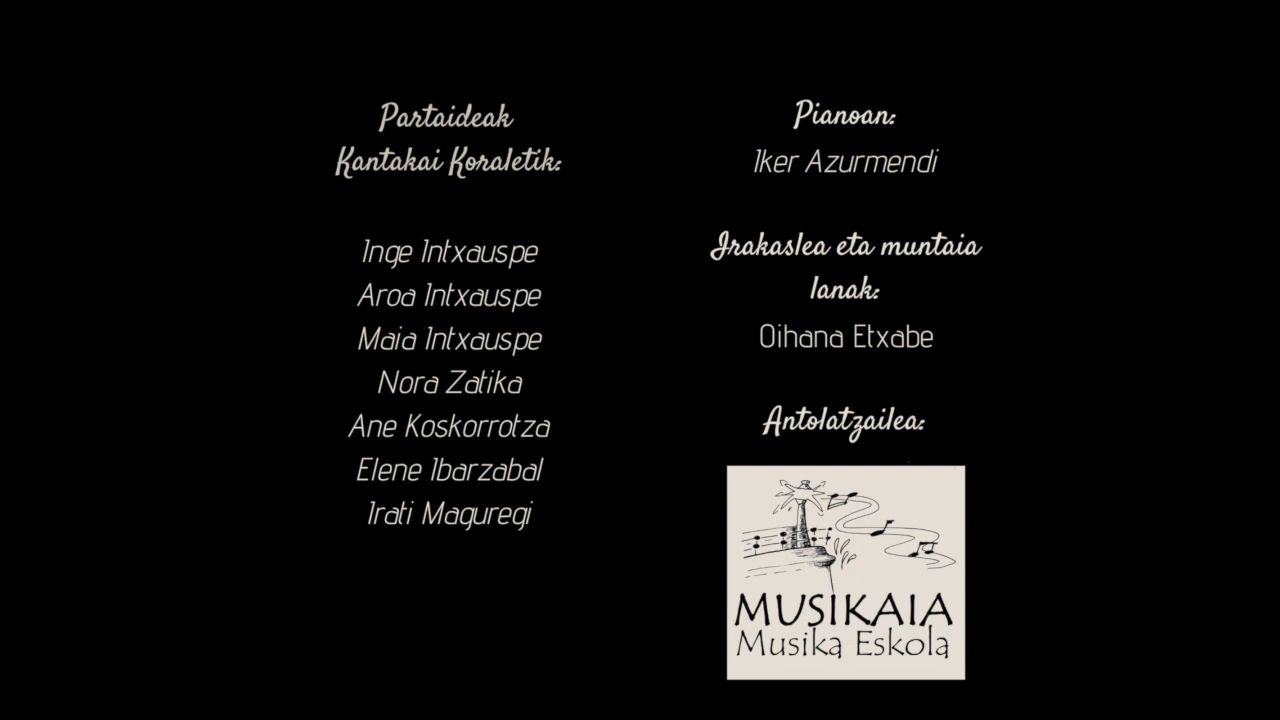 Partaideak
Kantakai Koraletik:
Inge Intxauspe
Aroa Intxauspe
Maia Intxauspe
Nora Zatika
Ane Koskorrotza
Elene Ibarzabal
Irati Maguregi
Pianoan:
Iker Azurmendi
Irakaslea eta muntaia
lanak:
Oihana Etxabe
Antolatzailea:
MUSIKAIA
Musika Eskola